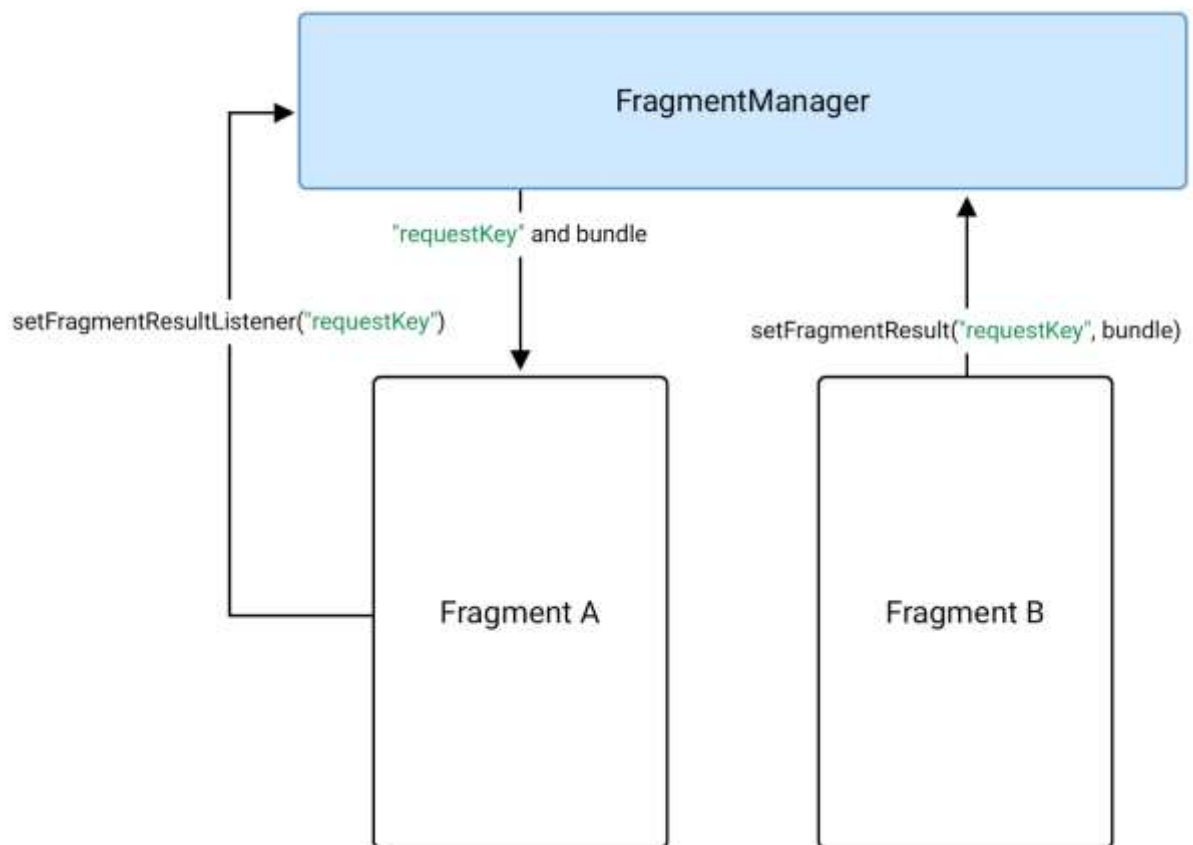 FragmentManager
"requestKey" and bundle
setFragmentResultListener("requestKey")
setFragmentResult("requestKey", bundle)
Fragment A
Fragment B